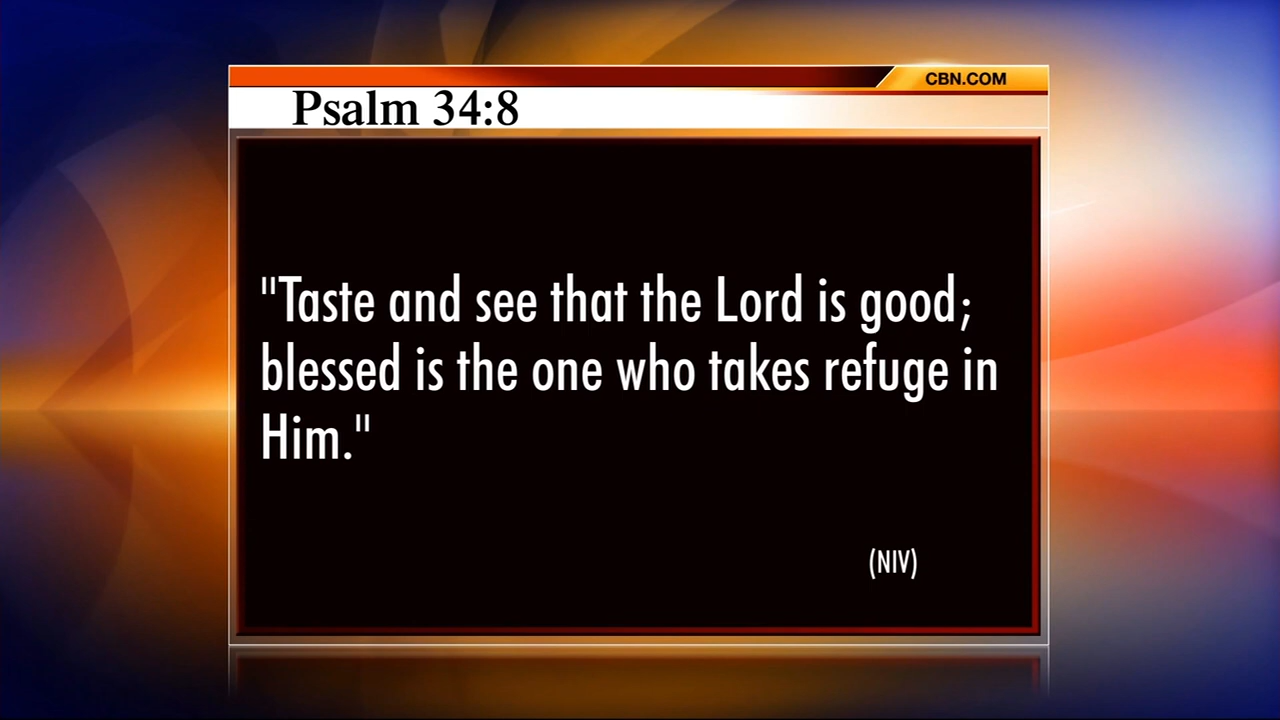 CBN.COM
Psalm 34:8
"Taste and see that the Lord is good;
blessed is the one who takes refuge in
Him."
(NIV)